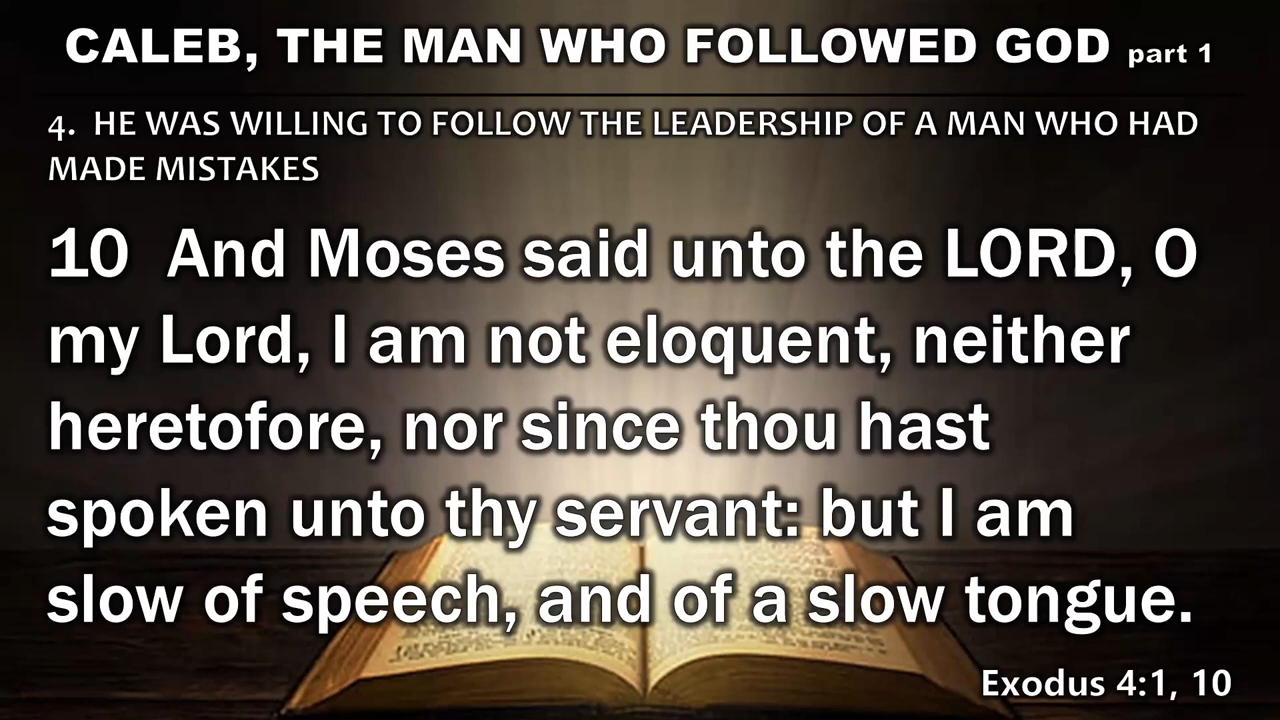 CALEB, THE MAN WHO FOLLOWED GOD part 1
4. HE WAS WILLING TO FOLLOW THE LEADERSHIP OF A MAN WHO HAD
MADE MISTAKES
10 And Moses said unto the LORD, O
my Lord, I am not eloquent, neither
heretofore, nor since thou hast
spoken unto thy servant: but I am
slow of speech, and of a slow tongue.
Exodus 4:1, 10